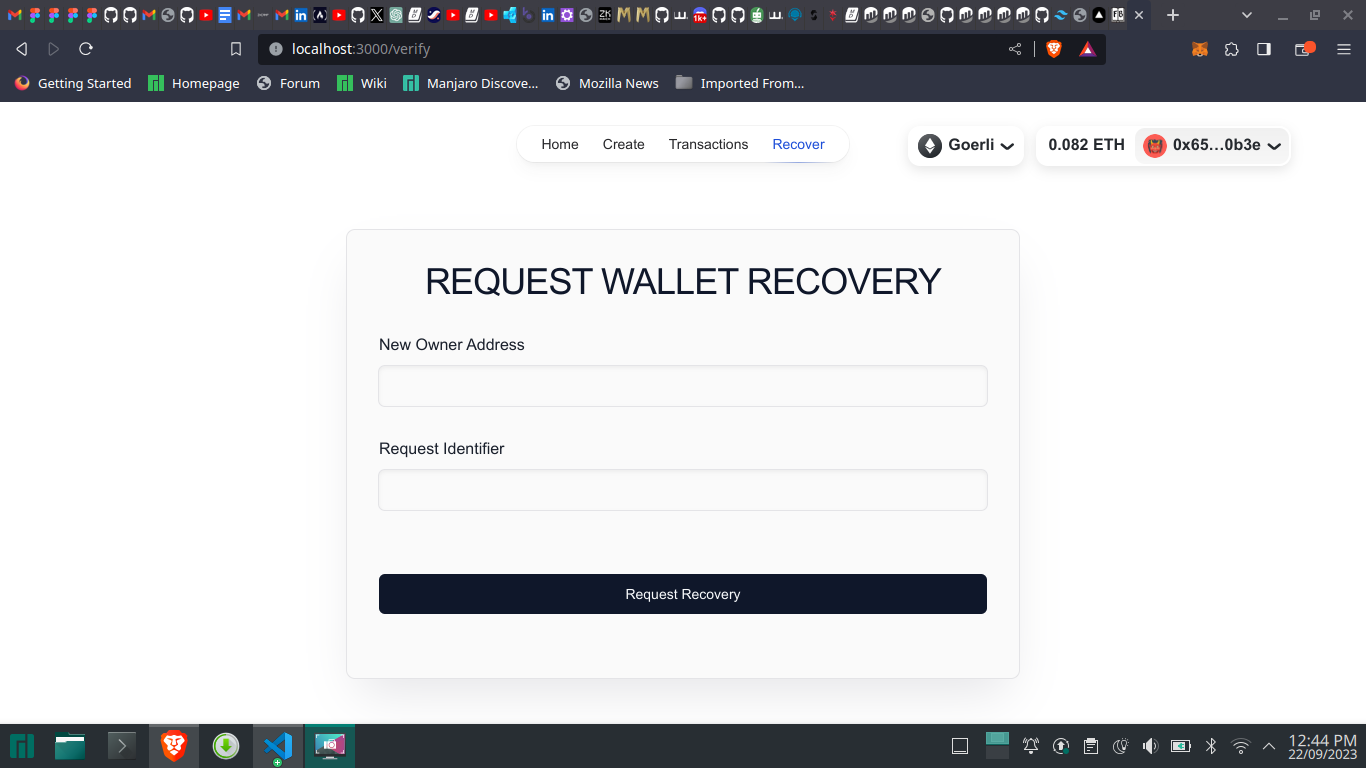 localhost:3000/verify
Getting Started Homepage Forum Wiki Manjaro Discove... Mozilla News Imported From...
Home Create Transactions Recover Goerli 0.082 ETH 0x65...0b3e
REQUEST WALLET RECOVERY
New Owner Address
Request Identifier
Request Recovery
12:44 PM
22/09/2023